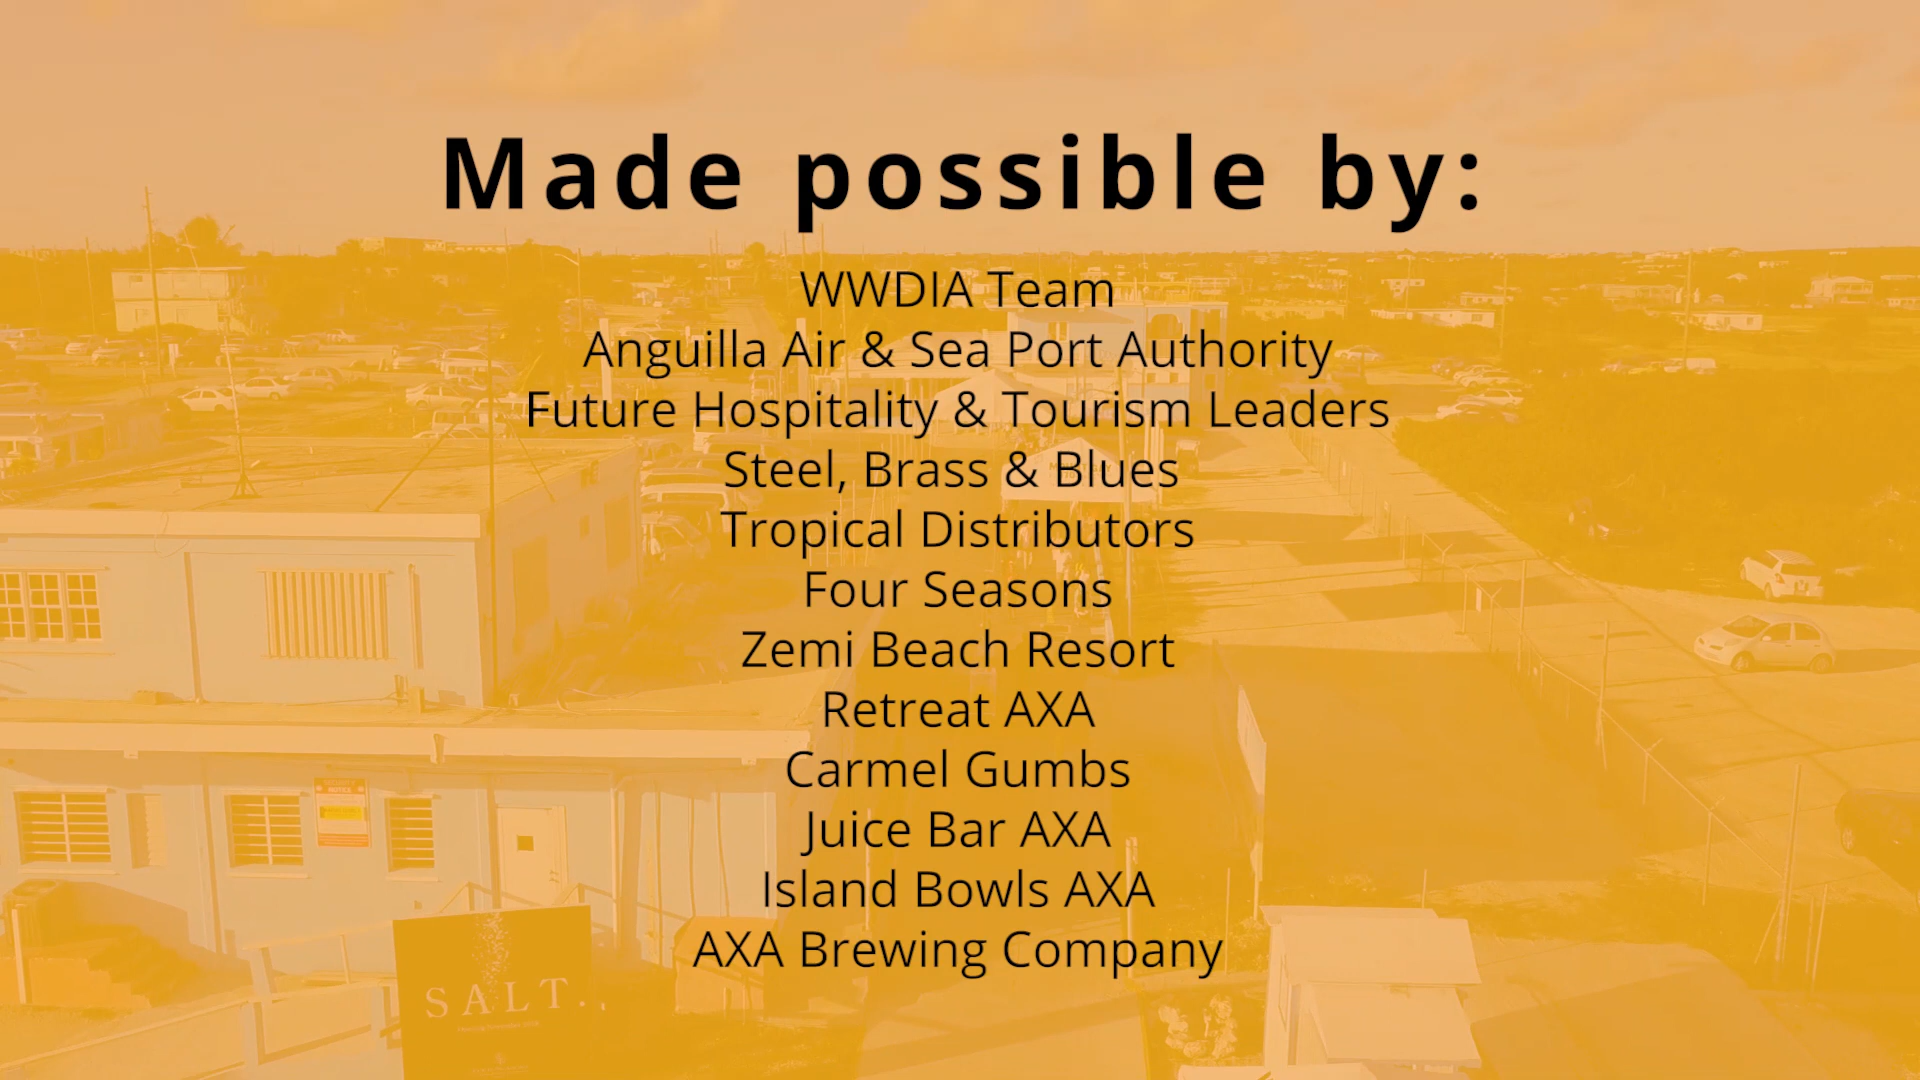 Made possible by:
WWDIA Team
Anguilla Air & Sea Port Authority
Future Hospitality & Tourism Leaders
Steel, Brass & Blues
Tropical Distributors
Four Seasons
Zemi Beach Resort
Retreat AXA
Carmel Gumbs
Juice Bar AXA
Island Bowls AXA
AXA Brewing Company
NOTICE
SALT.